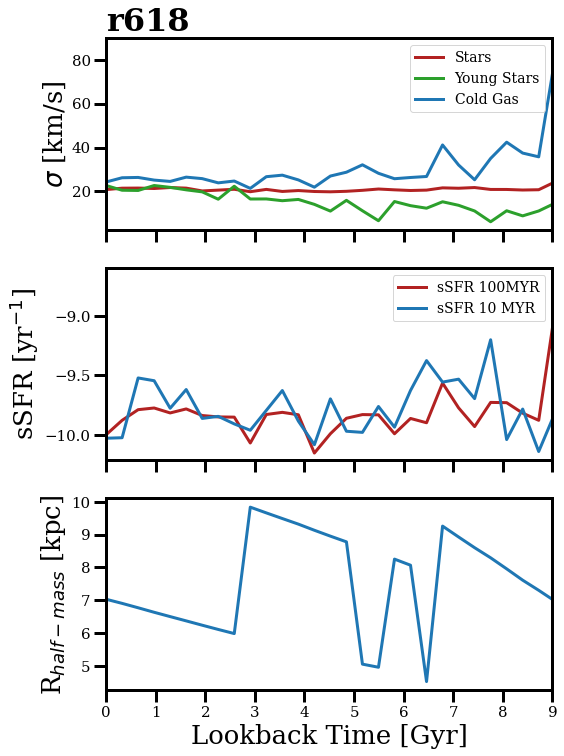 r618
σ [km/s]
80
60
40
20
Stars
Young Stars
Cold Gas
sSFR [yr⁻¹]
−9.0
−9.5
−10.0
sSFR 100MYR
sSFR 10 MYR
R_half−mass [kpc]
10
9
8
7
6
5
0 1 2 3 4 5 6 7 8 9
Lookback Time [Gyr]